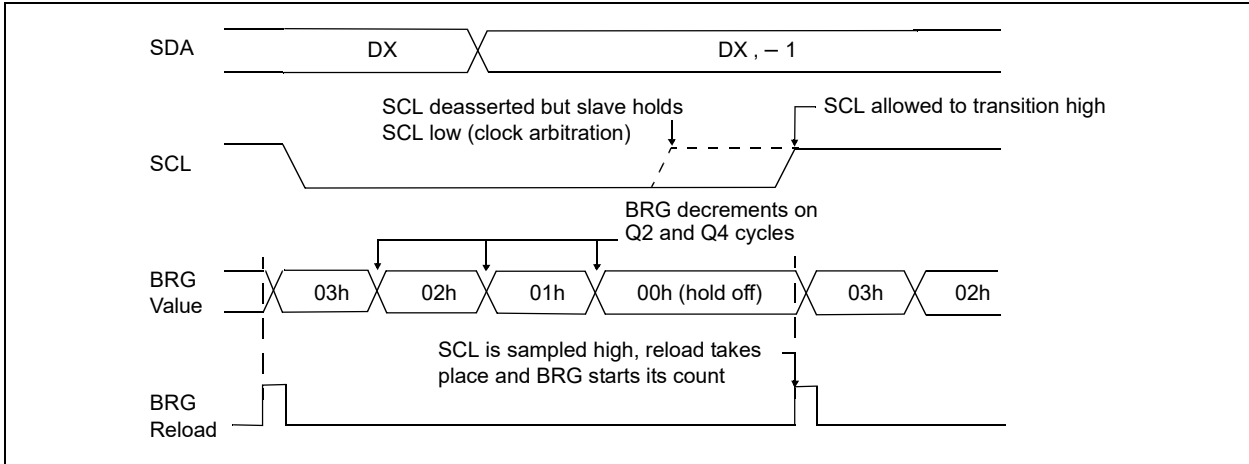 SDA
DX
DX , – 1
SCL deasserted but slave holds
SCL low (clock arbitration)
SCL allowed to transition high
SCL
BRG decrements on
Q2 and Q4 cycles
BRG
Value
03h
02h
01h
00h (hold off)
03h
02h
SCL is sampled high, reload takes
place and BRG starts its count
BRG
Reload